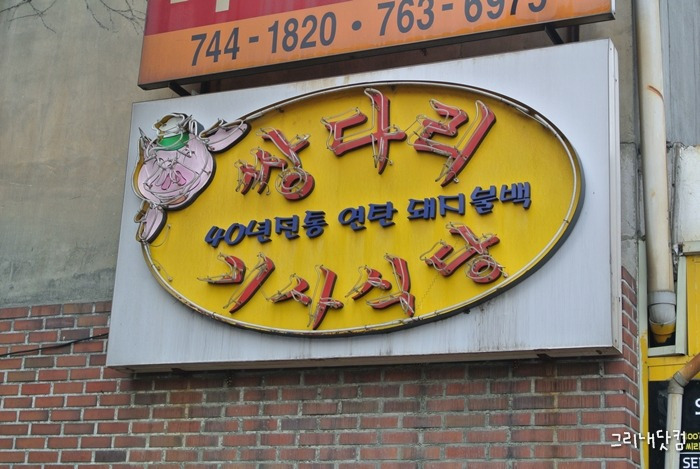 744-1820 · 763-6975
쌍다리
40년전통 연탄 돼지불백
기사식당
그리내닷컴